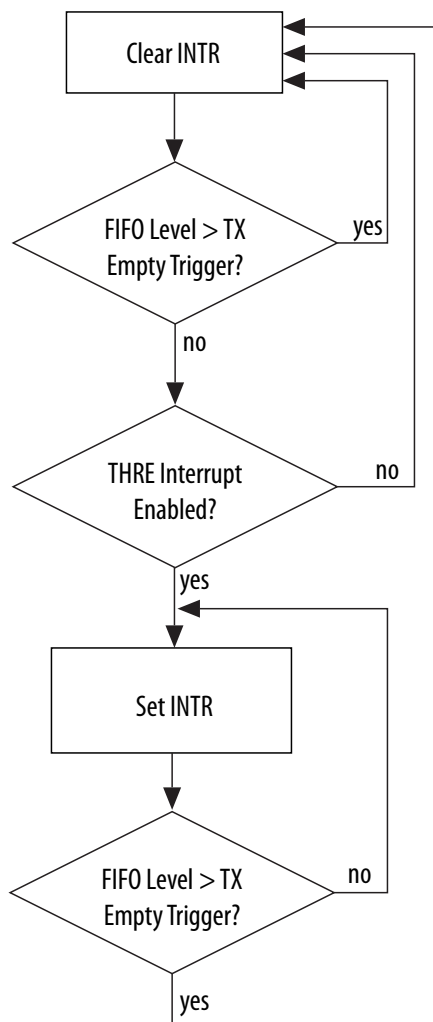 Clear INTR
FIFO Level > TX
Empty Trigger?
yes
no
THRE Interrupt
Enabled?
no
yes
Set INTR
FIFO Level > TX
Empty Trigger?
no
yes